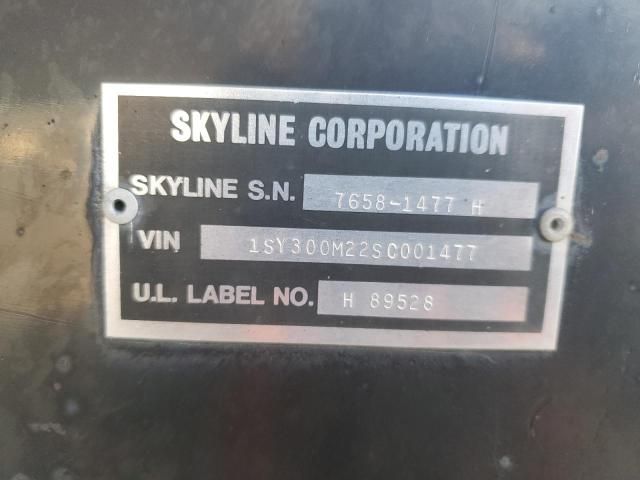 SKYLINE CORPORATION
SKYLINE S.N. 7658-1477 H
VIN 1SY300M22SC001477
U.L. LABEL NO. H 89528